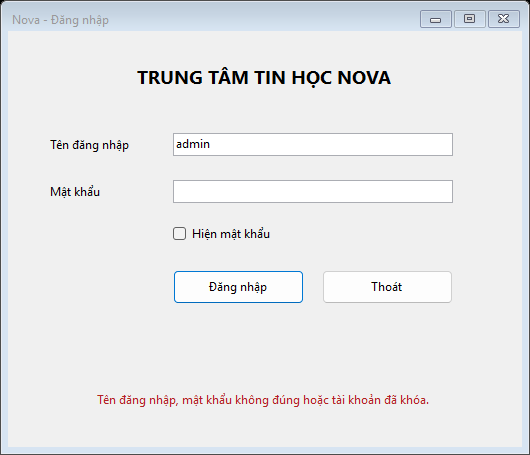 Nova - Đăng nhập
TRUNG TÂM TIN HỌC NOVA
Tên đăng nhập
admin
Mật khẩu
Hiện mật khẩu
Đăng nhập
Thoát
Tên đăng nhập, mật khẩu không đúng hoặc tài khoản đã khóa.